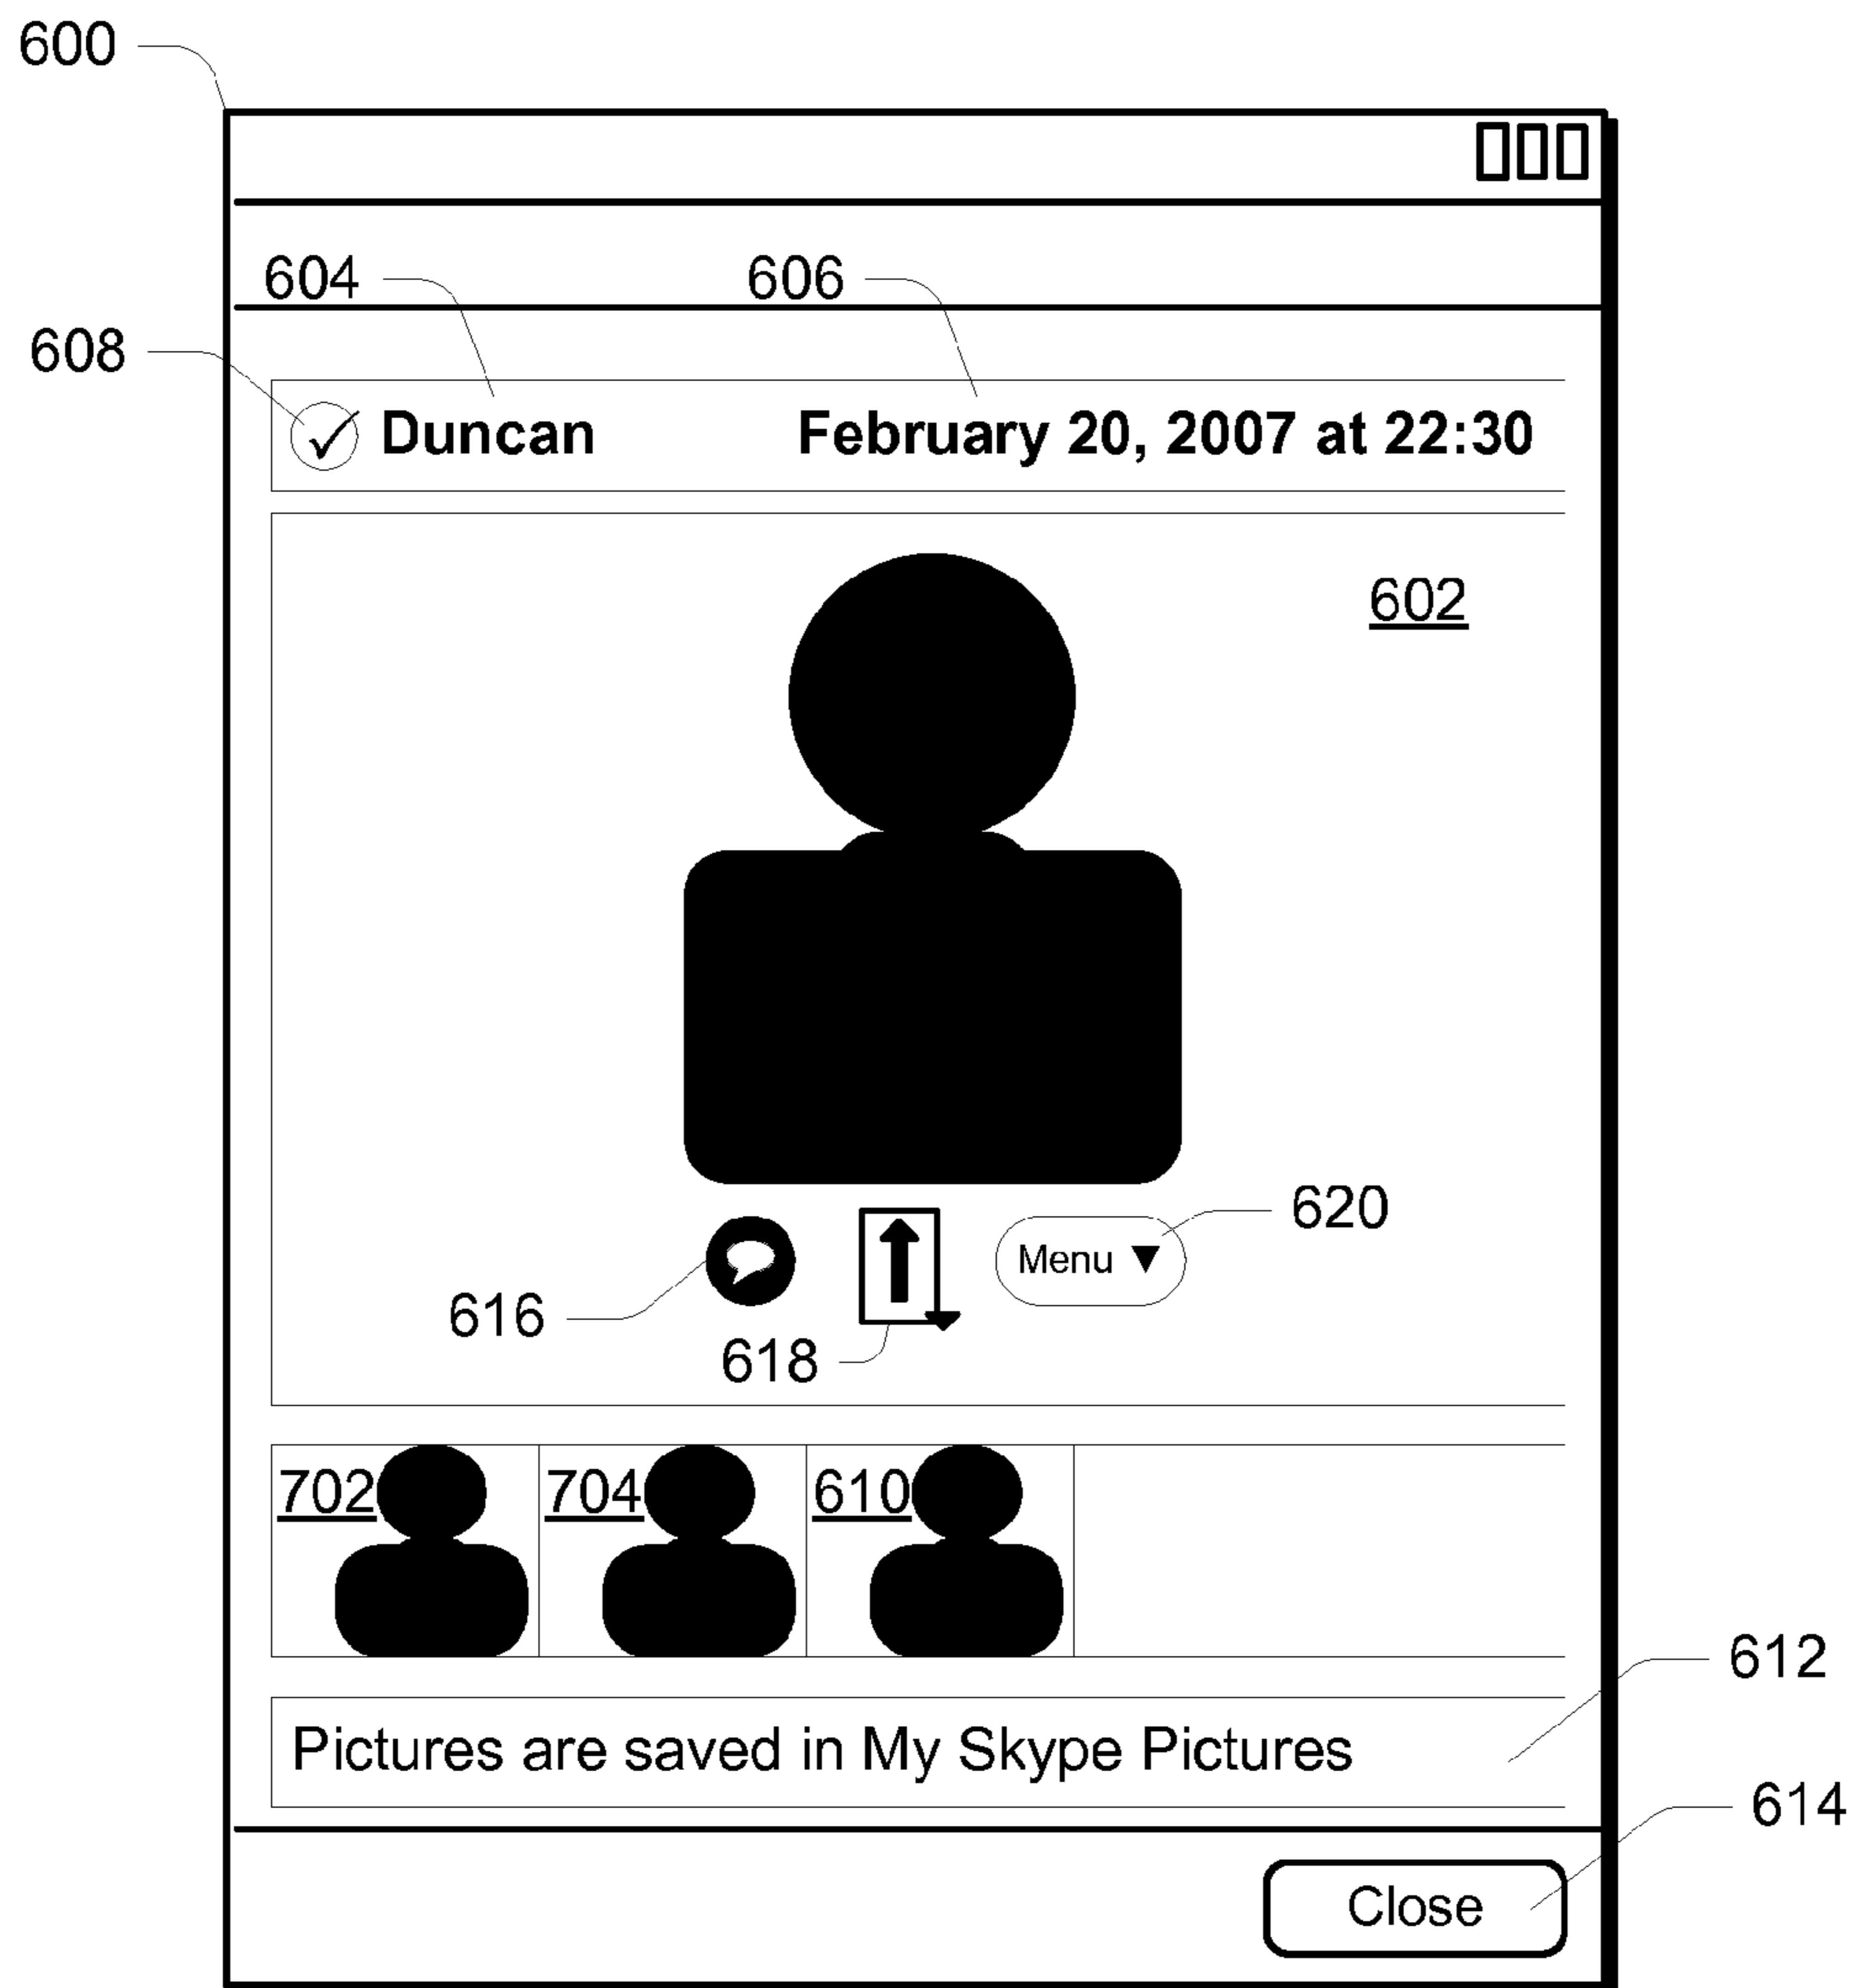 600
604
606
608
Duncan
February 20, 2007 at 22:30
602
620
Menu
616
618
702
704
610
612
Pictures are saved in My Skype Pictures
614
Close